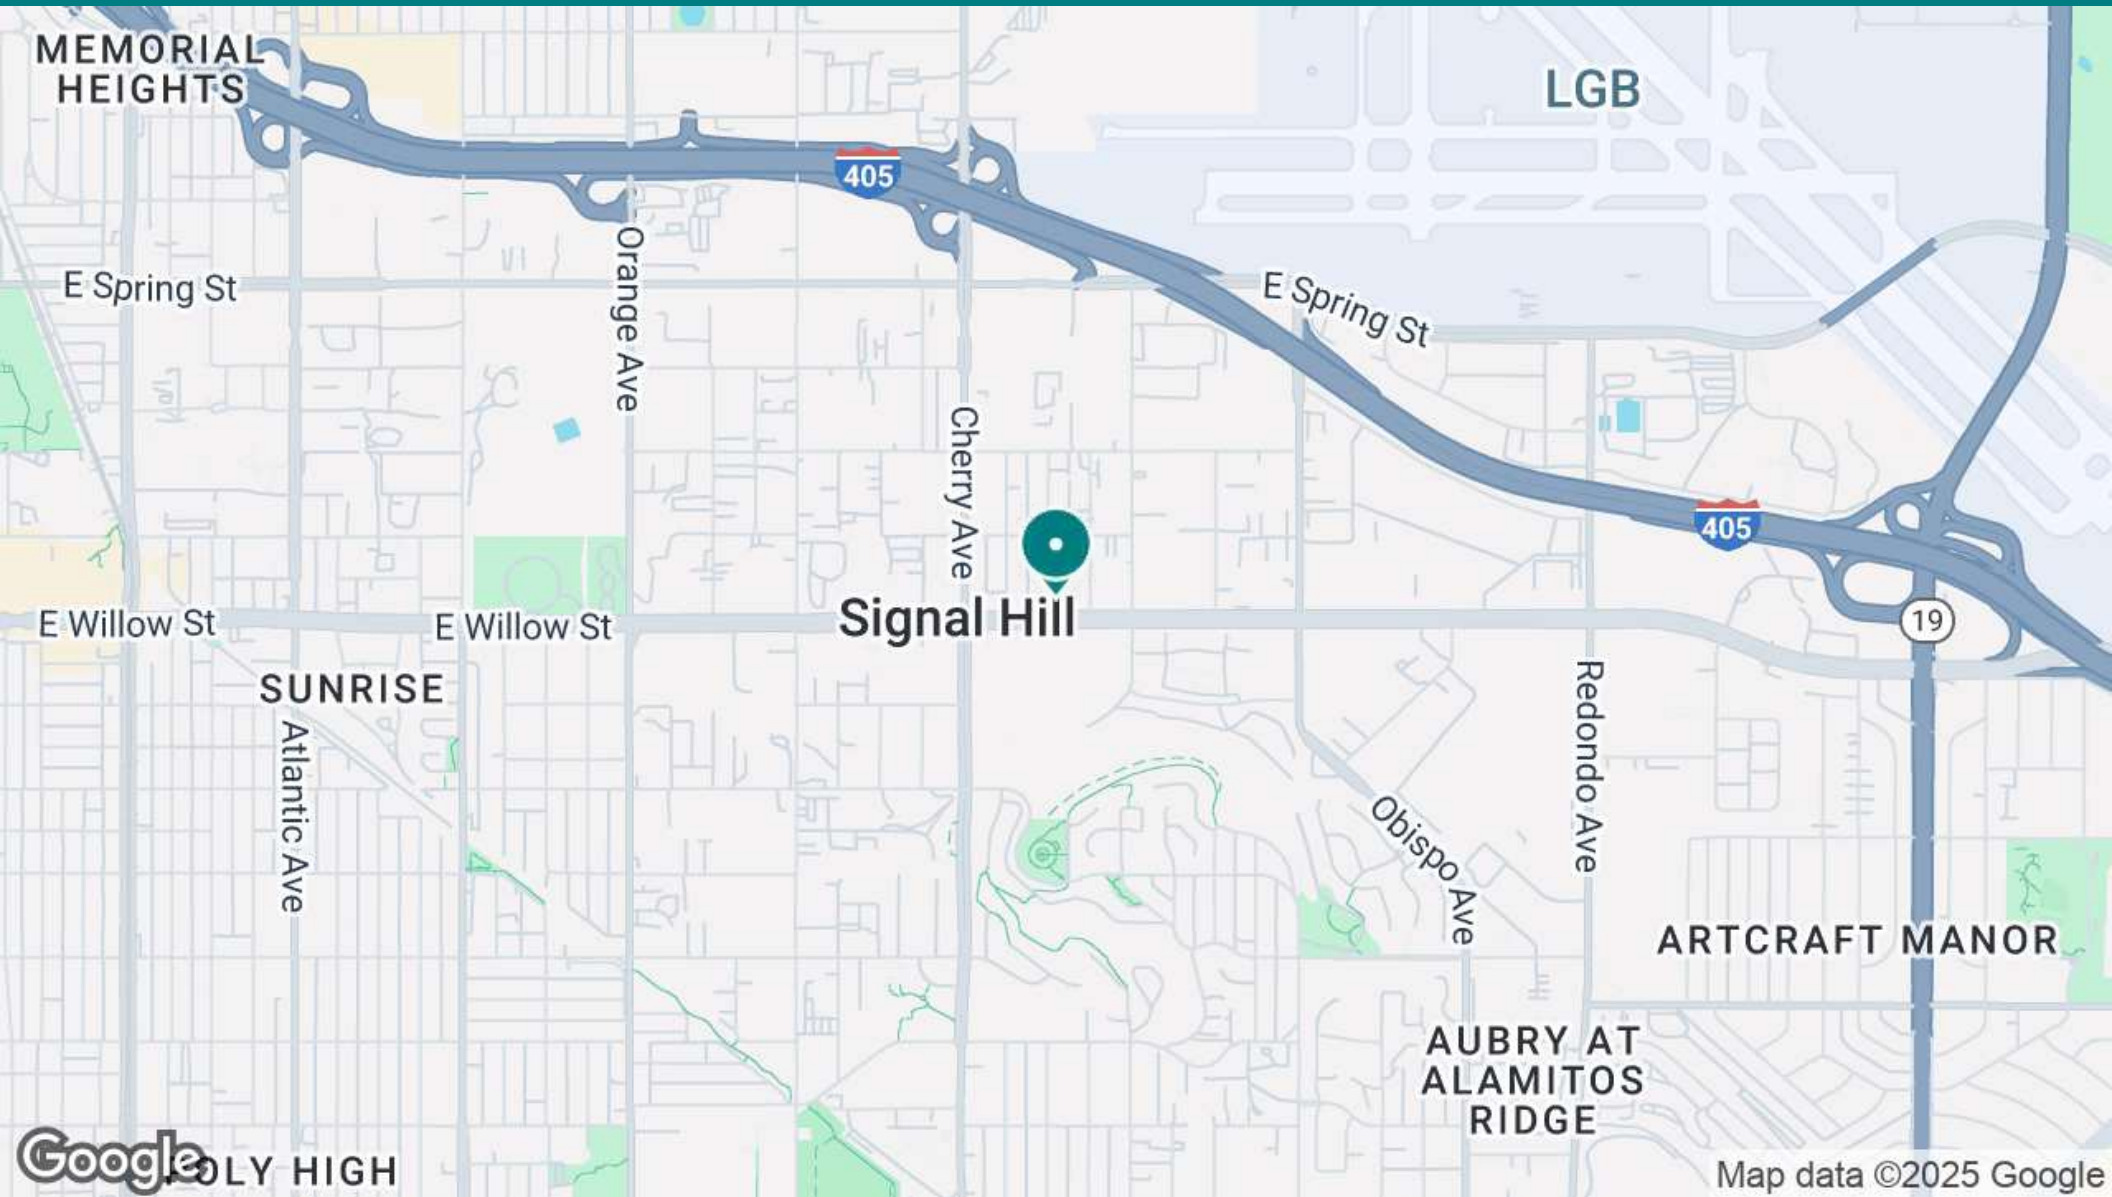 MEMORIAL
HEIGHTS
LGB
405
E Spring St
Orange Ave
E Spring St
Cherry Ave
405
E Willow St
E Willow St
Signal Hill
19
SUNRISE
Atlantic Ave
Redondo Ave
Obispo Ave
ARTCRAFT MANOR
AUBRY AT
ALAMITOS
RIDGE
Google
POLY HIGH
Map data ©2025 Google